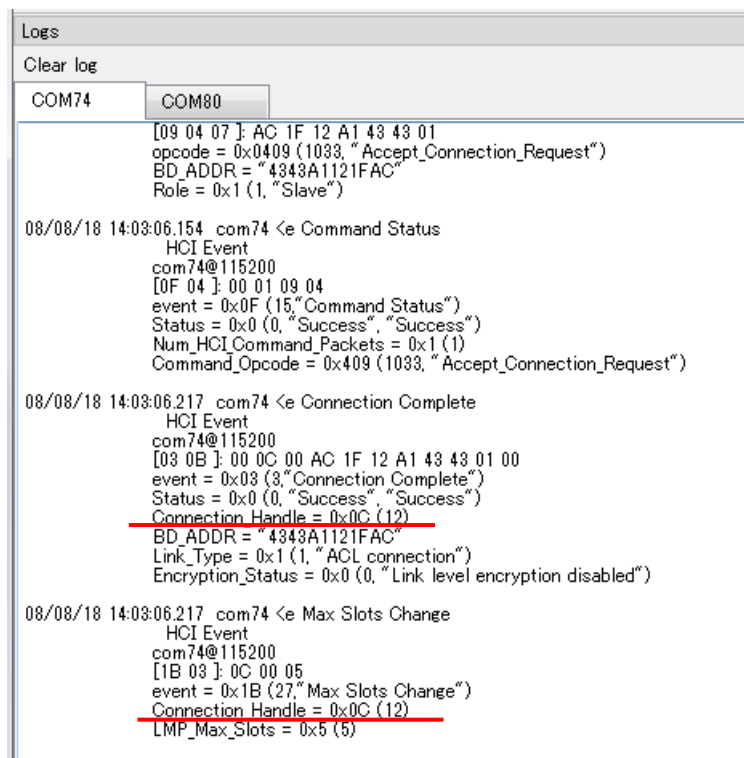 Logs
Clear log
COM74 COM80
[09 04 07 ]: AC 1F 12 A1 43 43 01
opcode = 0x0409 (1033, "Accept_Connection_Request")
BD_ADDR = "4343A1121FAC"
Role = 0x1 (1, "Slave")
08/08/18 14:03:06.154 com74 <e Command Status
HCI Event
com74@115200
[0F 04 ]: 00 01 09 04
event = 0x0F (15,"Command Status")
Status = 0x0 (0, "Success", "Success")
Num_HCI_Command_Packets = 0x1 (1)
Command_Opcode = 0x409 (1033, "Accept_Connection_Request")
08/08/18 14:03:06.217 com74 <e Connection Complete
HCI Event
com74@115200
[03 0B ]: 00 0C 00 AC 1F 12 A1 43 43 01 00
event = 0x03 (3,"Connection Complete")
Status = 0x0 (0, "Success", "Success")
Connection_Handle = 0x0C (12)
BD_ADDR = "4343A1121FAC"
Link_Type = 0x1 (1, "ACL connection")
Encryption_Status = 0x0 (0, "Link level encryption disabled")
08/08/18 14:03:06.217 com74 <e Max Slots Change
HCI Event
com74@115200
[1B 03 ]: 0C 00 05
event = 0x1B (27,"Max Slots Change")
Connection_Handle = 0x0C (12)
LMP_Max_Slots = 0x5 (5)